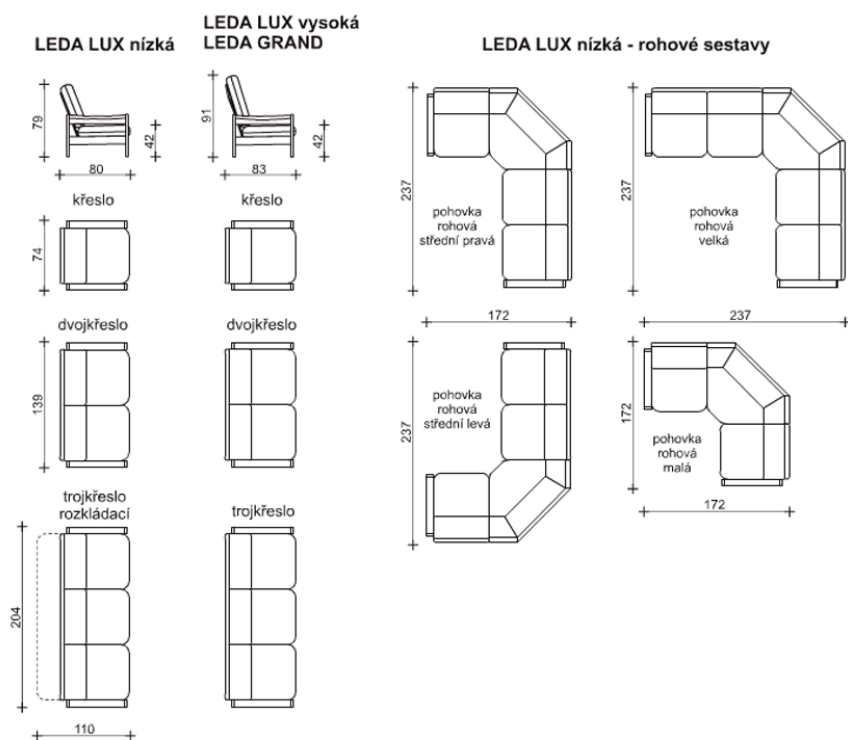 LEDA LUX nízká
79
42
80
křeslo
74
dvojkřeslo
139
trojkřeslo
rozkládací
204
110
LEDA LUX vysoká
LEDA GRAND
91
42
83
křeslo
dvojkřeslo
trojkřeslo
LEDA LUX nízká - rohové sestavy
237
pohovka
rohová
střední pravá
172
237
pohovka
rohová
velká
237
237
pohovka
rohová
střední levá
172
pohovka
rohová
malá
172